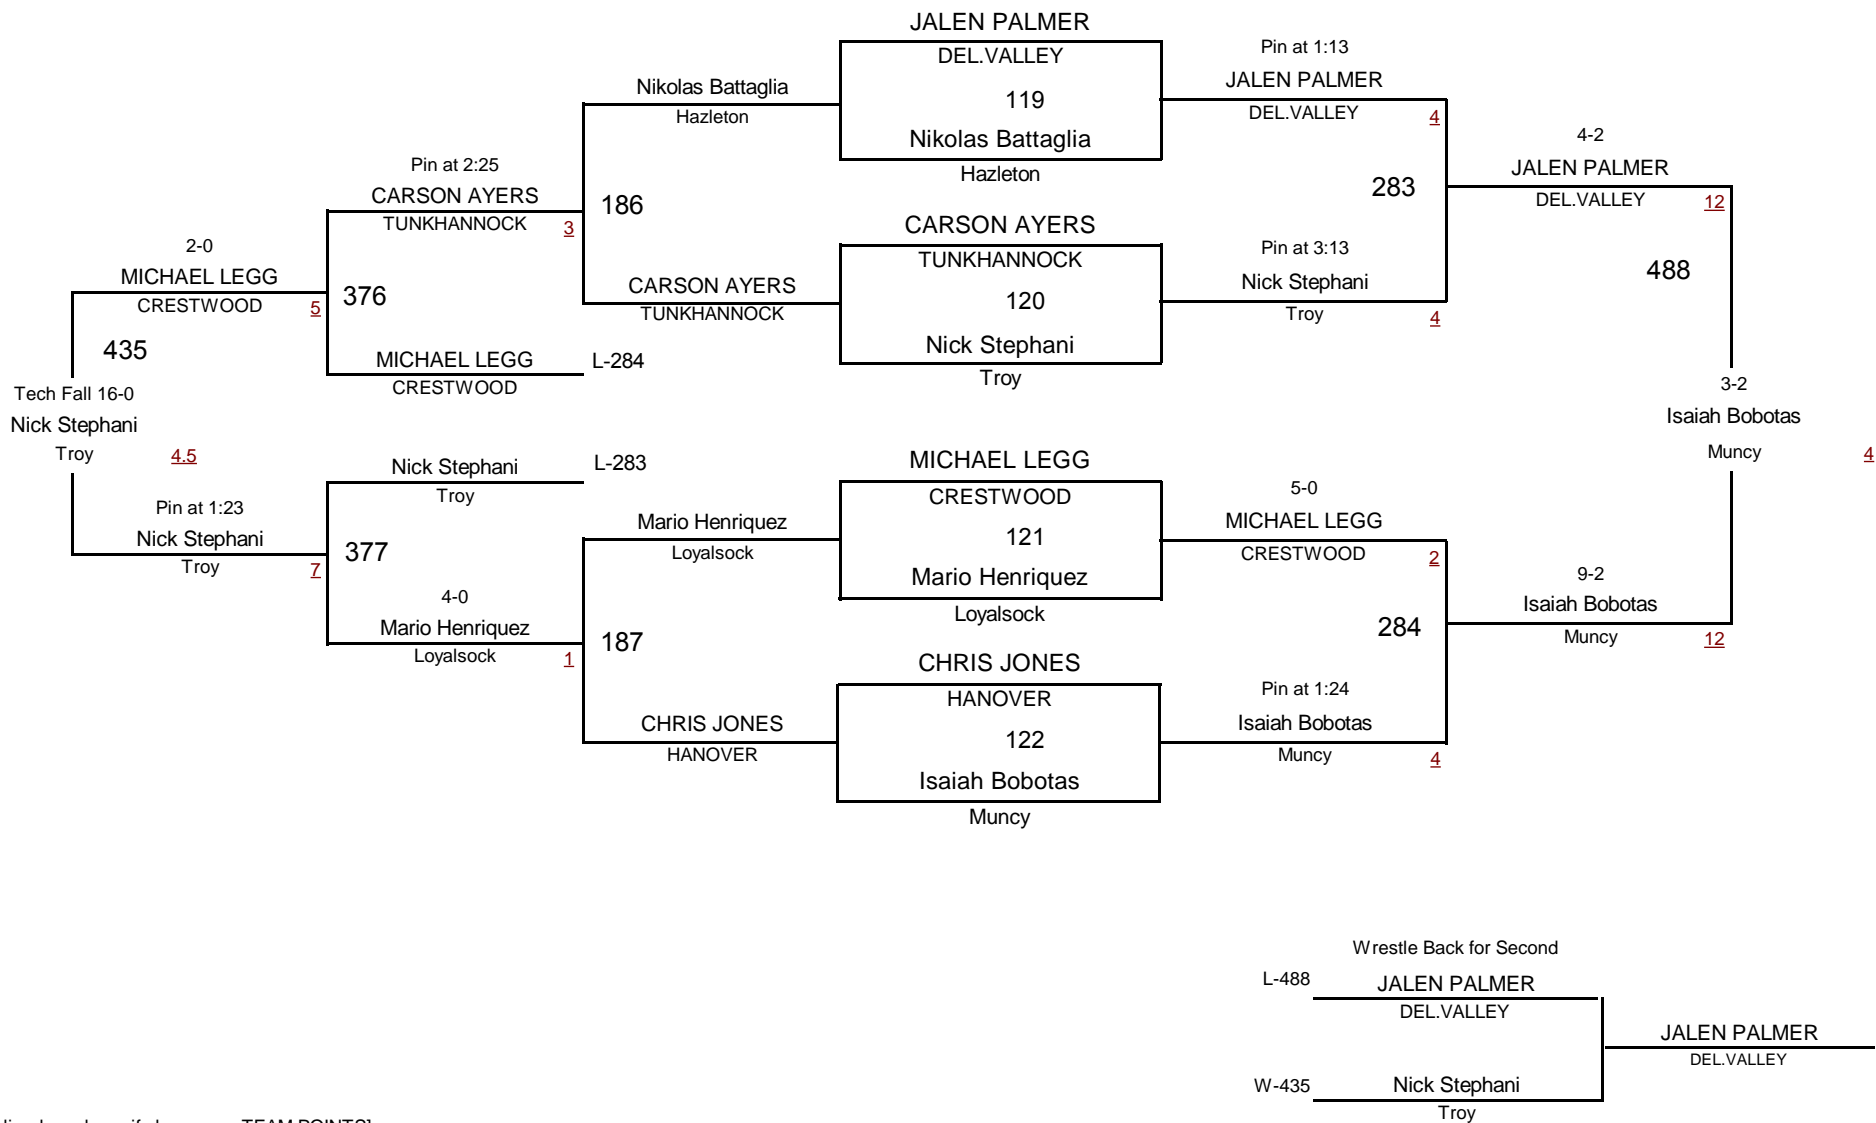 JALEN PALMER
DEL.VALLEY
119
Nikolas Battaglia
Hazleton
Pin at 1:13
JALEN PALMER
DEL.VALLEY
4
Nikolas Battaglia
Hazleton
4-2
JALEN PALMER
DEL.VALLEY
12
Pin at 2:25
CARSON AYERS
TUNKHANNOCK
3
186
283
CARSON AYERS
TUNKHANNOCK
120
Nick Stephani
Troy
Pin at 3:13
Nick Stephani
Troy
4
2-0
MICHAEL LEGG
CRESTWOOD
5
376
CARSON AYERS
TUNKHANNOCK
488
435
MICHAEL LEGG
CRESTWOOD
L-284
Tech Fall 16-0
Nick Stephani
Troy
4.5
3-2
Isaiah Bobotas
Muncy
4
Nick Stephani
Troy
L-283
MICHAEL LEGG
CRESTWOOD
121
Mario Henriquez
Loyalsock
5-0
MICHAEL LEGG
CRESTWOOD
2
Pin at 1:23
Nick Stephani
Troy
7
377
Mario Henriquez
Loyalsock
9-2
Isaiah Bobotas
Muncy
12
4-0
Mario Henriquez
Loyalsock
1
187
284
CHRIS JONES
HANOVER
122
Isaiah Bobotas
Muncy
Pin at 1:24
Isaiah Bobotas
Muncy
4
CHRIS JONES
HANOVER
Wrestle Back for Second
L-488
JALEN PALMER
DEL.VALLEY
JALEN PALMER
DEL.VALLEY
W-435
Nick Stephani
Troy
TEAM POINTS]